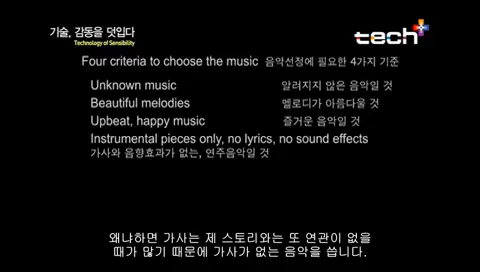 기술, 감동을 덧입다
Technology of Sensibility
tech+
Four criteria to choose the music 음악선정에 필요한 4가지 기준
Unknown music 알려지지 않은 음악일 것
Beautiful melodies 멜로디가 아름다울 것
Upbeat, happy music 즐거운 음악일 것
Instrumental pieces only, no lyrics, no sound effects
가사와 음향효과가 없는, 연주음악일 것
왜냐하면 가사는 제 스토리와는 또 연관이 없을
때가 많기 때문에 가사가 없는 음악을 씁니다.